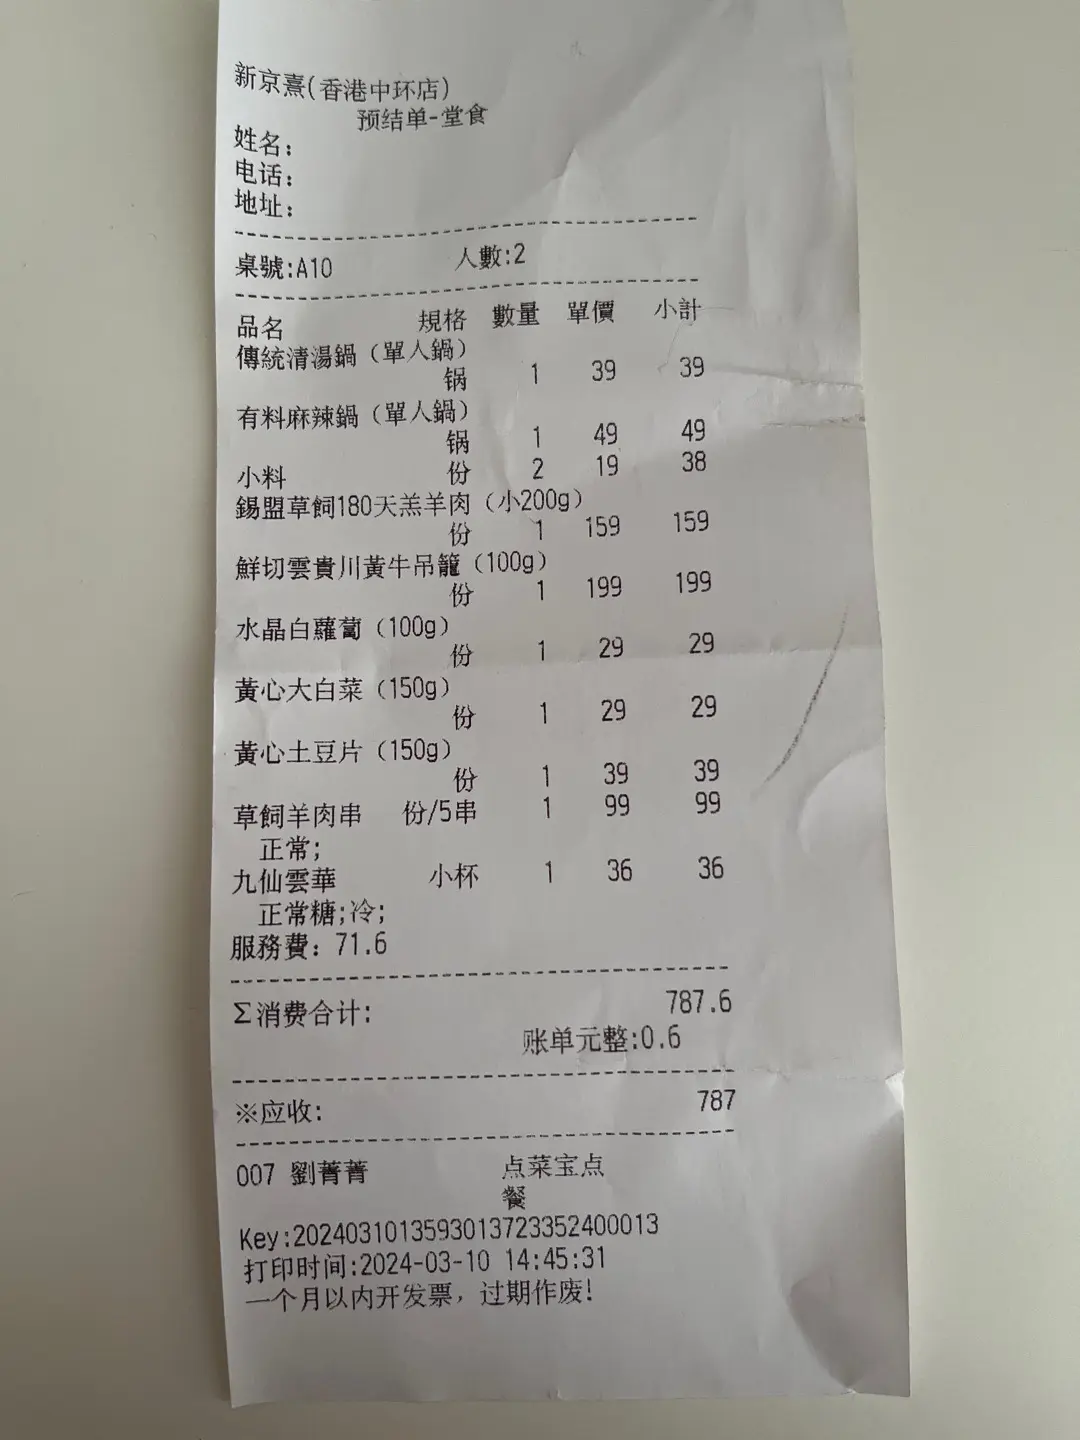 新京熹(香港中环店)
预结单-堂食
姓名:
电话:
地址:
桌號:A10 人數:2
品名 規格 數量 單價 小計
傳統清湯鍋（單人鍋）
锅 1 39 39
有料麻辣鍋（單人鍋）
锅 1 49 49
小料 份 2 19 38
錫盟草飼180天羔羊肉（小200g）
份 1 159 159
鮮切雲貴川黃牛吊籠（100g）
份 1 199 199
水晶白蘿蔔（100g）
份 1 29 29
黃心大白菜（150g）
份 1 29 29
黃心土豆片（150g）
份 1 39 39
草飼羊肉串 份/5串 1 99 99
正常;
九仙雲華 小杯 1 36 36
正常糖;冷;
服務費: 71.6
Σ消费合计: 787.6
账单元整:0.6
※应收: 787
007 劉菁菁 点菜宝点
餐
Key:2024031013593013723352400013
打印时间:2024-03-10 14:45:31
一个月以内开发票，过期作废!